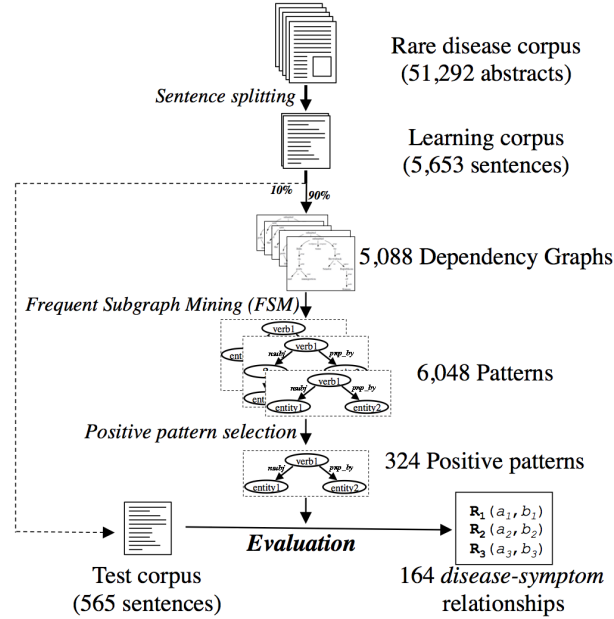 Rare disease corpus
(51,292 abstracts)
Sentence splitting
Learning corpus
(5,653 sentences)
10%
90%
5,088 Dependency Graphs
Frequent Subgraph Mining (FSM)
verb1
verb1
nsubj
prep_by
verb1
nsubj
prep_by
entity1
entity2
6,048 Patterns
Positive pattern selection
verb1
nsubj
prep_by
entity1
entity2
324 Positive patterns
Evaluation
R1(a1,b1)
R2(a2,b2)
R3(a3,b3)
Test corpus
(565 sentences)
164 disease-symptom
relationships